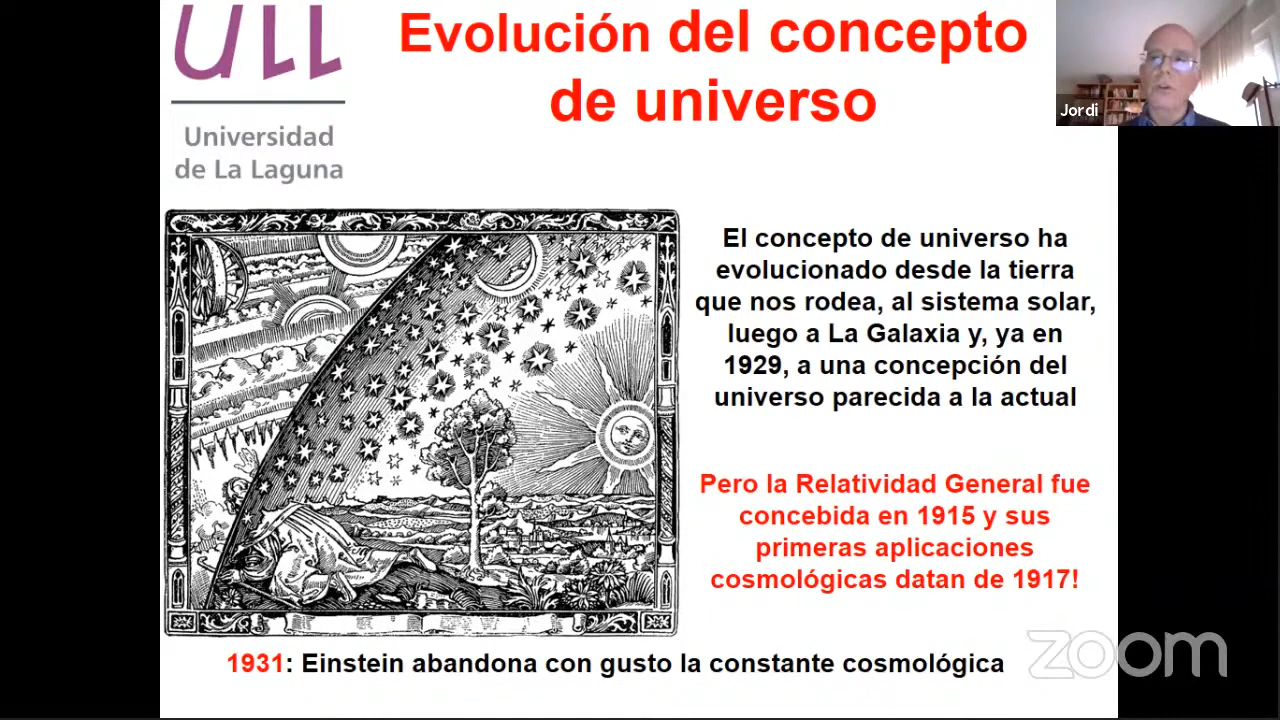 ULL
Universidad
de La Laguna
Evolución del concepto
de universo
Jordi
El concepto de universo ha
evolucionado desde la tierra
que nos rodea, al sistema solar,
luego a La Galaxia y, ya en
1929, a una concepción del
universo parecida a la actual
Pero la Relatividad General fue
concebida en 1915 y sus
primeras aplicaciones
cosmológicas datan de 1917!
1931: Einstein abandona con gusto la constante cosmológica
zoom